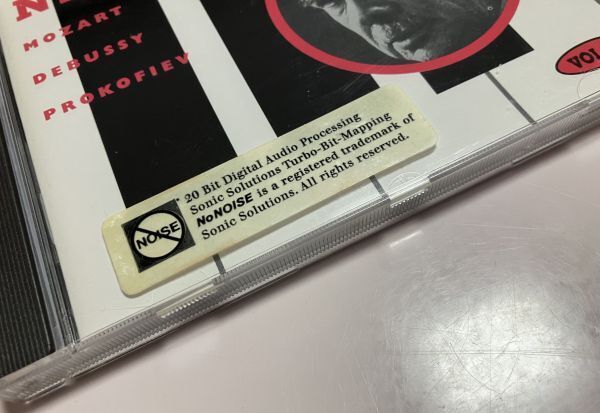 MOZART
DEBUSSY
PROKOFIEV
VOL
NOISE
* 20 Bit Digital Audio Processing
Sonic Solutions Turbo-Bit-Mapping
NoNOISE is a registered trademark of
Sonic Solutions. All rights reserved.